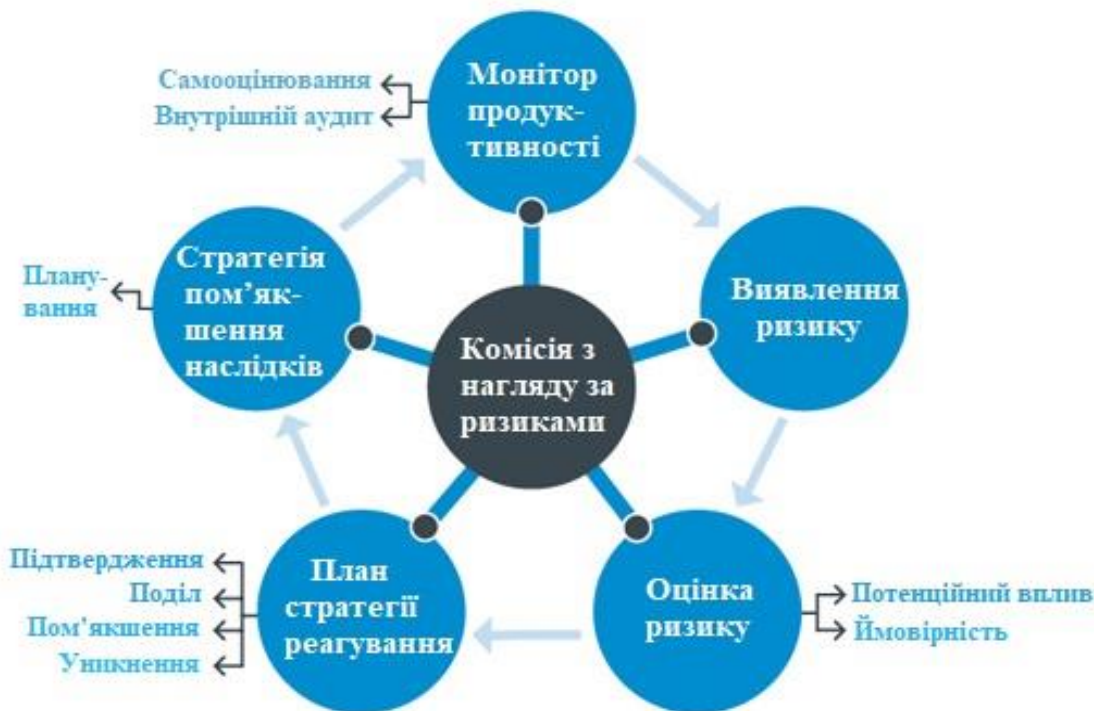 Самооцінювання
Внутрішній аудит
Монітор
продук-
тивності
Виявлення
ризику
Оцінка
ризику
Потенційний вплив
Ймовірність
План
стратегії
реагування
Підтвердження
Поділ
Пом’якшення
Уникнення
Стратегія
пом’як-
шення
наслідків
Плану-
вання
Комісія з
нагляду за
ризиками